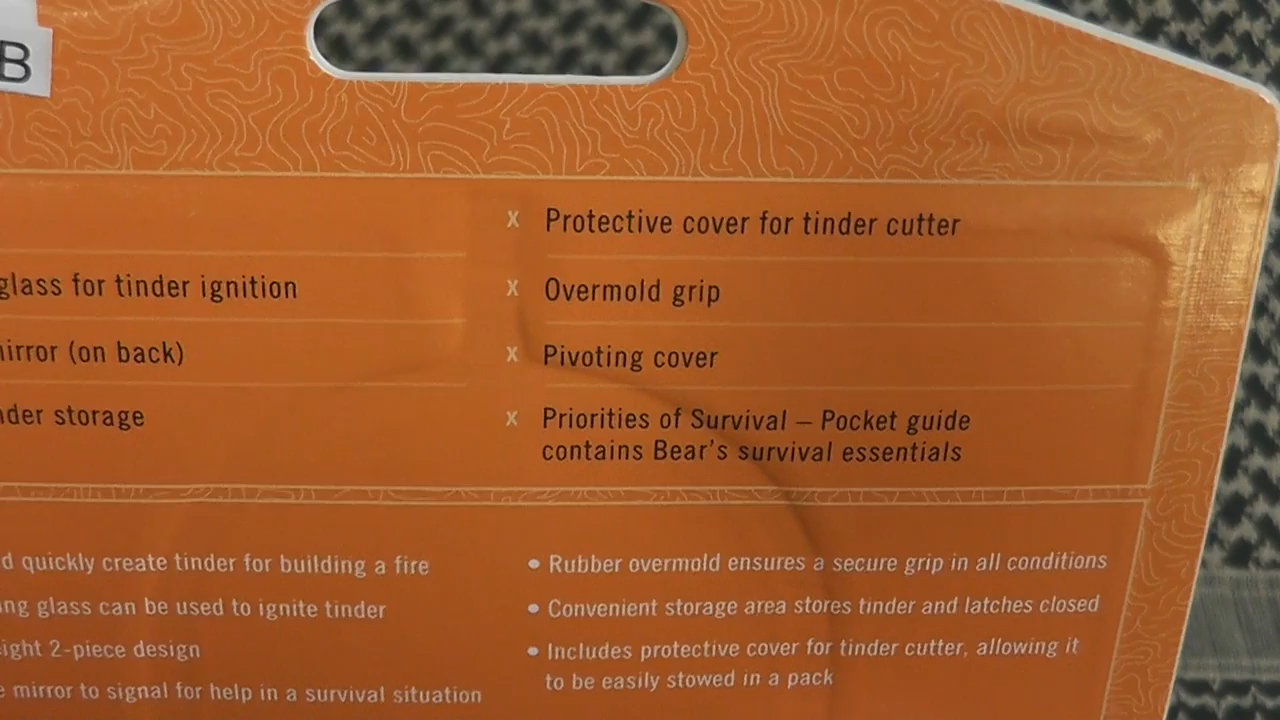 B
Protective cover for tinder cutter
glass for tinder ignition
x Overmold grip
(on back)
x Pivoting cover
storage
x Priorities of Survival – Pocket guide
contains Bear's survival essentials
quickly create tinder for building a fire
glass can be used to ignite tinder
2-piece design
mirror to signal for help in a survival situation
• Rubber overmold ensures a secure grip in all conditions
• Convenient storage area stores tinder and latches closed
• Includes protective cover for tinder cutter, allowing it
to be easily stowed in a pack